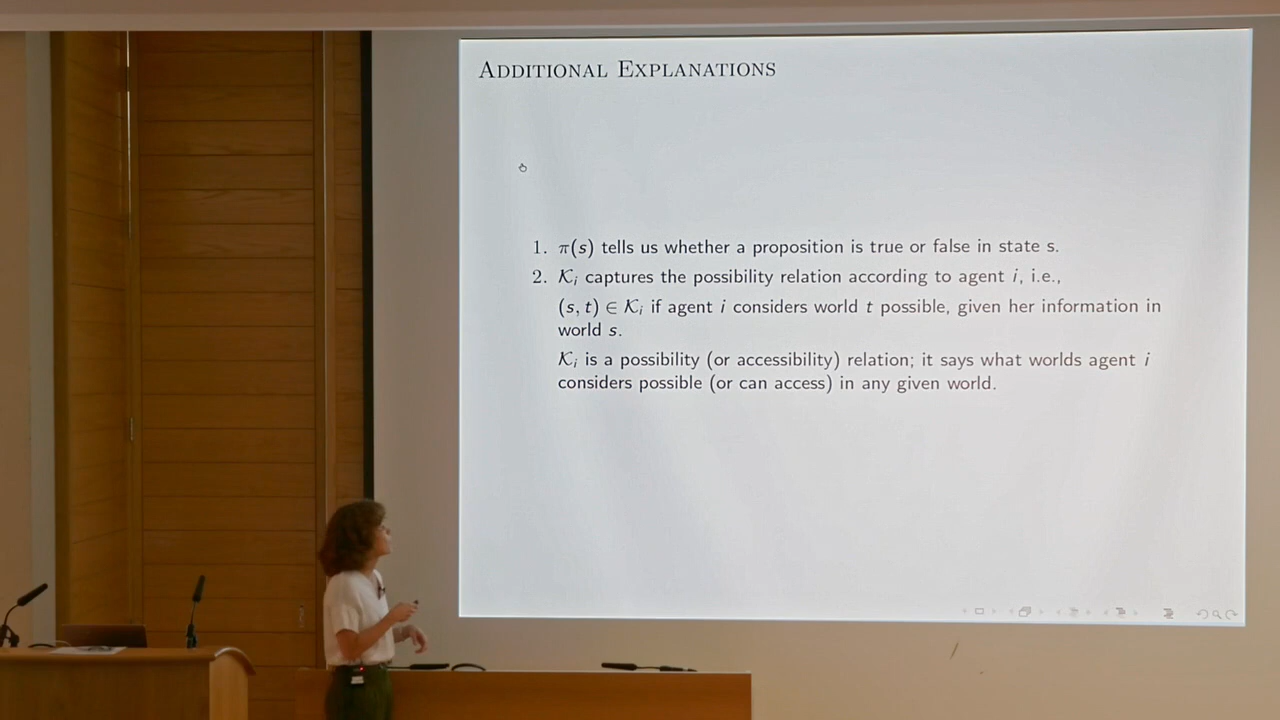 ADDITIONAL EXPLANATIONS
1. π(s) tells us whether a proposition is true or false in state s.
2. 𝒦ᵢ captures the possibility relation according to agent i, i.e.,
(s, t) ∈ 𝒦ᵢ if agent i considers world t possible, given her information in
world s.
𝒦ᵢ is a possibility (or accessibility) relation; it says what worlds agent i
considers possible (or can access) in any given world.